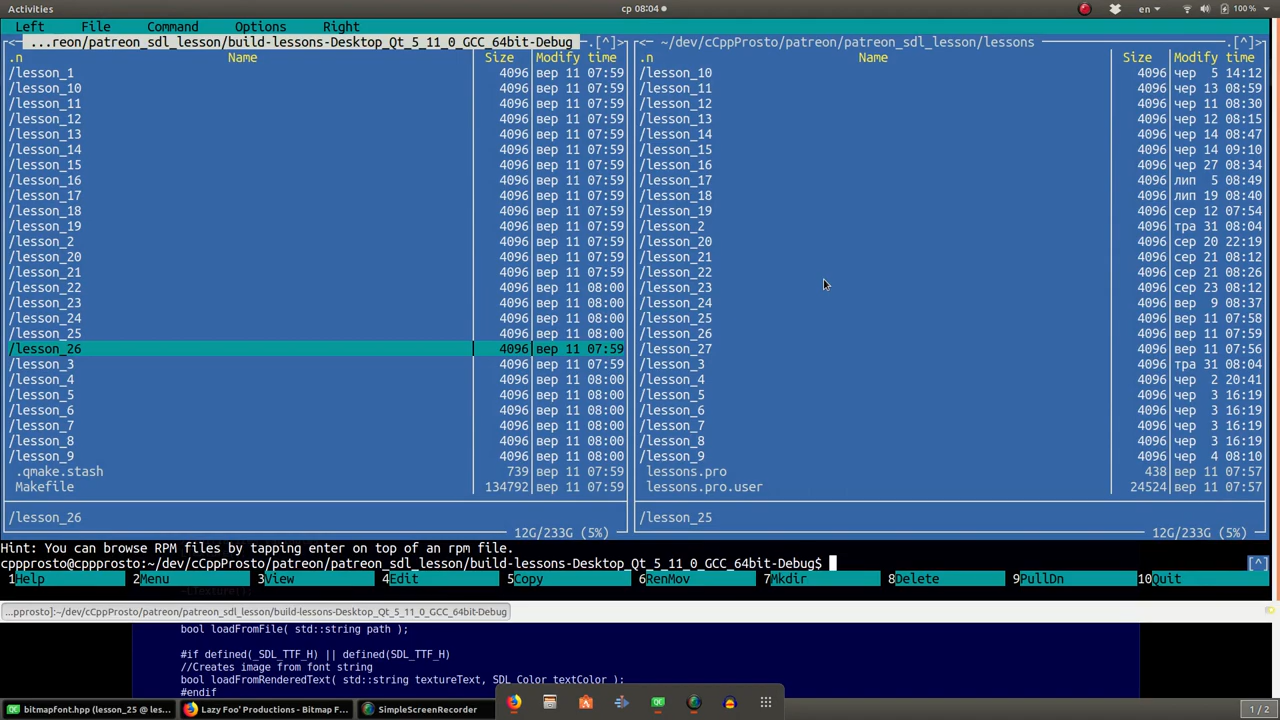 Activities
ср 08:04
en
100 %
Left File Command Options Right
<─ ...reon/patreon_sdl_lesson/build-lessons-Desktop_Qt_5_11_0_GCC_64bit-Debug .[^]>
.n Name Size Modify time
/lesson_1 4096 вер 11 07:59
/lesson_10 4096 вер 11 07:59
/lesson_11 4096 вер 11 07:59
/lesson_12 4096 вер 11 07:59
/lesson_13 4096 вер 11 07:59
/lesson_14 4096 вер 11 07:59
/lesson_15 4096 вер 11 07:59
/lesson_16 4096 вер 11 07:59
/lesson_17 4096 вер 11 07:59
/lesson_18 4096 вер 11 07:59
/lesson_19 4096 вер 11 07:59
/lesson_2 4096 вер 11 07:59
/lesson_20 4096 вер 11 07:59
/lesson_21 4096 вер 11 07:59
/lesson_22 4096 вер 11 08:00
/lesson_23 4096 вер 11 08:00
/lesson_24 4096 вер 11 08:00
/lesson_25 4096 вер 11 08:00
/lesson_26 4096 вер 11 07:59
/lesson_3 4096 вер 11 07:59
/lesson_4 4096 вер 11 08:00
/lesson_5 4096 вер 11 08:00
/lesson_6 4096 вер 11 08:00
/lesson_7 4096 вер 11 08:00
/lesson_8 4096 вер 11 08:00
/lesson_9 4096 вер 11 08:00
.qmake.stash 739 вер 11 07:59
Makefile 134792 вер 11 07:59
/lesson_26
12G/233G (5%)
<─ ~/dev/cCppProsto/patreon/patreon_sdl_lesson/lessons .[^]>
.n Name Size Modify time
/lesson_10 4096 чер 5 14:12
/lesson_11 4096 чер 13 08:59
/lesson_12 4096 чер 11 08:30
/lesson_13 4096 чер 12 08:15
/lesson_14 4096 чер 14 08:47
/lesson_15 4096 чер 14 09:10
/lesson_16 4096 чер 27 08:34
/lesson_17 4096 лип 5 08:49
/lesson_18 4096 лип 19 08:40
/lesson_19 4096 сер 12 07:54
/lesson_2 4096 тра 31 08:04
/lesson_20 4096 сер 20 22:19
/lesson_21 4096 сер 21 08:12
/lesson_22 4096 сер 21 08:26
/lesson_23 4096 сер 23 08:12
/lesson_24 4096 вер 9 08:37
/lesson_25 4096 вер 11 07:58
/lesson_26 4096 вер 11 07:59
/lesson_27 4096 вер 11 07:56
/lesson_3 4096 тра 31 08:04
/lesson_4 4096 чер 2 20:41
/lesson_5 4096 чер 3 16:19
/lesson_6 4096 чер 3 16:19
/lesson_7 4096 чер 3 16:19
/lesson_8 4096 чер 3 16:19
/lesson_9 4096 чер 4 08:10
lessons.pro 438 вер 11 07:57
lessons.pro.user 24524 вер 11 07:57
/lesson_25
12G/233G (5%)
Hint: You can browse RPM files by tapping enter on top of an rpm file.
cppprosto@cppprosto:~/dev/cCppProsto/patreon/patreon_sdl_lesson/build-lessons-Desktop_Qt_5_11_0_GCC_64bit-Debug$ [^]
1Help 2Menu 3View 4Edit 5Copy 6RenMov 7Mkdir 8Delete 9PullDn 10Quit
...pprosto]:~/dev/cCppProsto/patreon/patreon_sdl_lesson/build-lessons-Desktop_Qt_5_11_0_GCC_64bit-Debug
bool loadFromFile( std::string path );
#if defined(_SDL_TTF_H) || defined(SDL_TTF_H)
//Creates image from font string
bool loadFromRenderedText( std::string textureText, SDL_Color textColor );
#endif
bitmapfont.hpp (lesson_25 @ les...
Lazy Foo' Productions - Bitmap F...
SimpleScreenRecorder
1 / 2